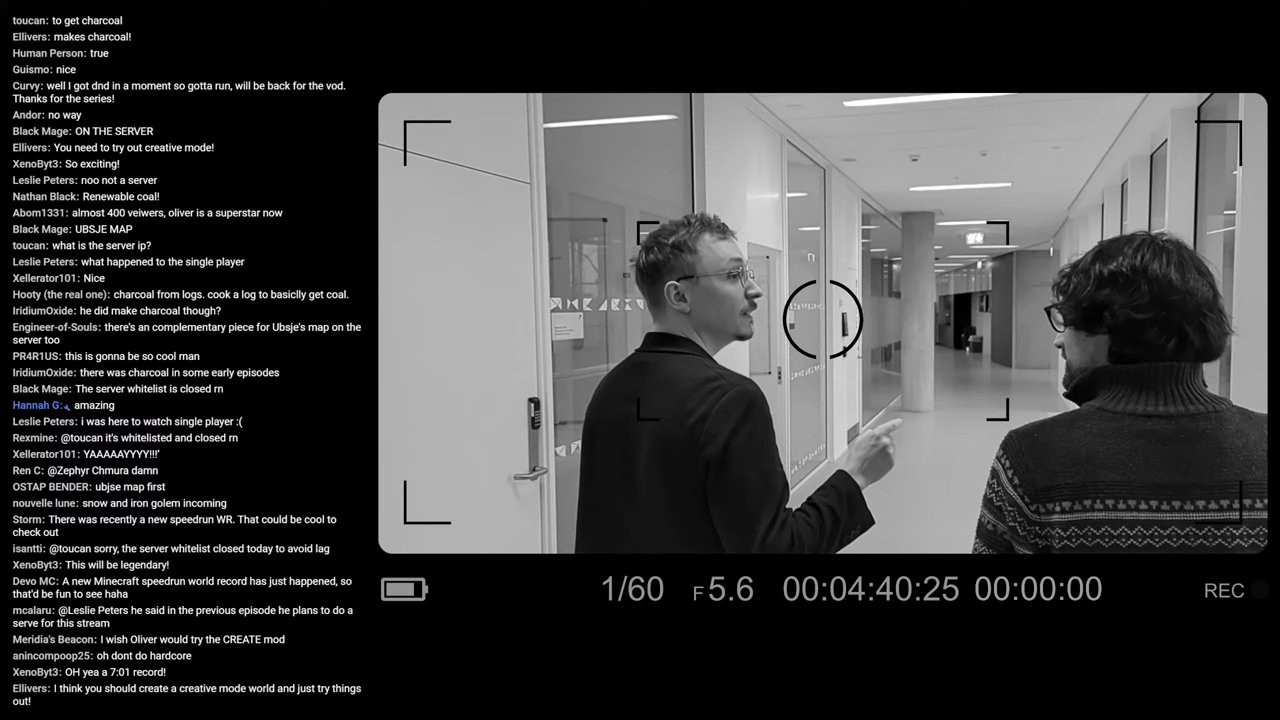 toucan: to get charcoal
Ellivers: makes charcoal!
Human Person: true
Guismo: nice
Curvy: well I got dnd in a moment so gotta run, will be back for the vod.
Thanks for the series!
Andor: no way
Black Mage: ON THE SERVER
Ellivers: You need to try out creative mode!
XenoByt3: So exciting!
Leslie Peters: noo not a server
Nathan Black: Renewable coal!
Abom1331: almost 400 veiwers, oliver is a superstar now
Black Mage: UBSJE MAP
toucan: what is the server ip?
Leslie Peters: what happened to the single player
Xellerator101: Nice
Hooty (the real one): charcoal from logs. cook a log to basiclly get coal.
IridiumOxide: he did make charcoal though?
Engineer-of-Souls: there's an complementary piece for Ubsje's map on the
server too
PR4R1US: this is gonna be so cool man
IridiumOxide: there was charcoal in some early episodes
Black Mage: The server whitelist is closed rn
Hannah G: amazing
Leslie Peters: i was here to watch single player :(
Rexmine: @toucan it's whitelisted and closed rn
Xellerator101: YAAAAAYYYY!!!'
Ren C: @Zephyr Chmura damn
OSTAP BENDER: ubjse map first
nouvelle lune: snow and iron golem incoming
Storm: There was recently a new speedrun WR. That could be cool to
check out
isantti: @toucan sorry, the server whitelist closed today to avoid lag
XenoByt3: This will be legendary!
Devo MC: A new Minecraft speedrun world record has just happened, so
that'd be fun to see haha
mcalaru: @Leslie Peters he said in the previous episode he plans to do a
serve for this stream
Meridia's Beacon: I wish Oliver would try the CREATE mod
anincompoop25: oh dont do hardcore
XenoByt3: OH yea a 7:01 record!
Ellivers: I think you should create a creative mode world and just try things
out!
1/60 F5.6 00:04:40:25 00:00:00 REC